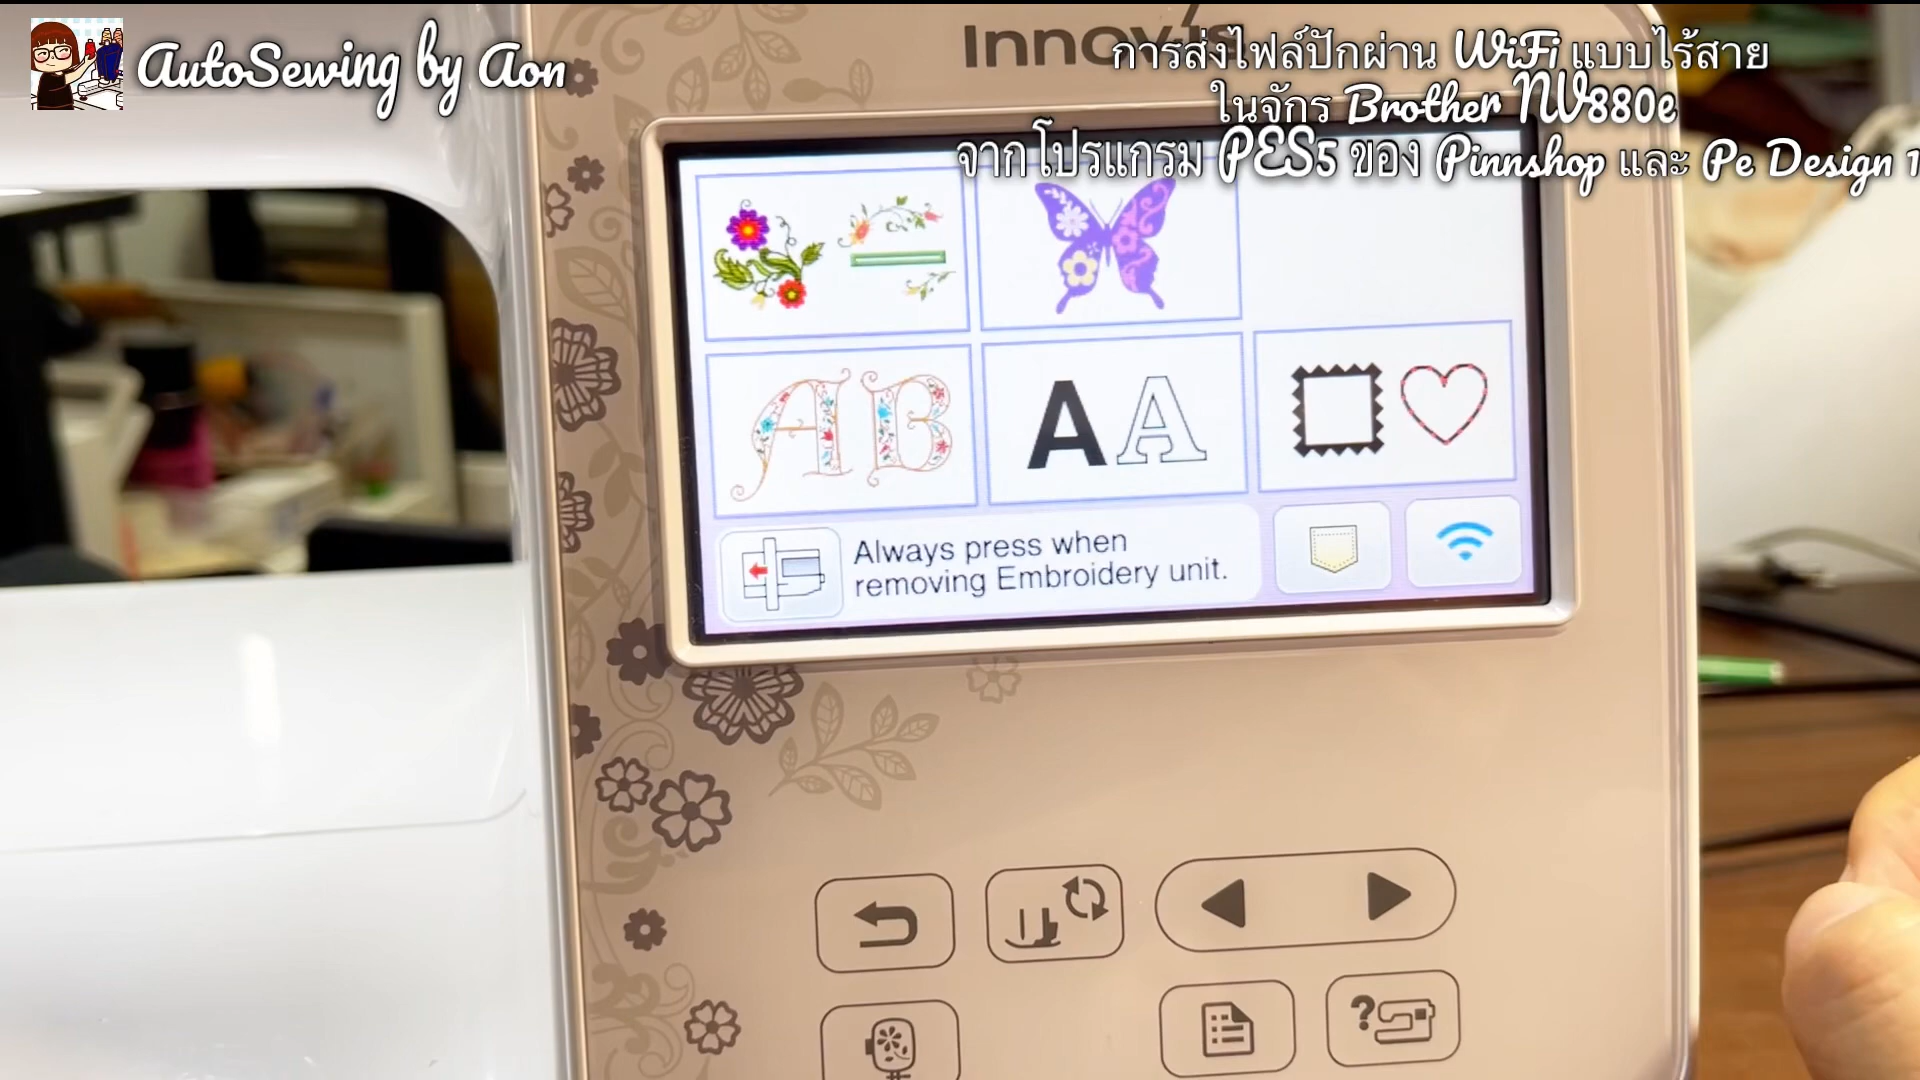 AutoSewing by Aon
การส่งไฟล์ปักผ่าน WiFi แบบไร้สาย
ในจักร Brother NV880e
จากโปรแกรม PES5 ของ Pinnshop และ Pe Design 1
Innov-is
AB
AA
Always press when
removing Embroidery unit.
?